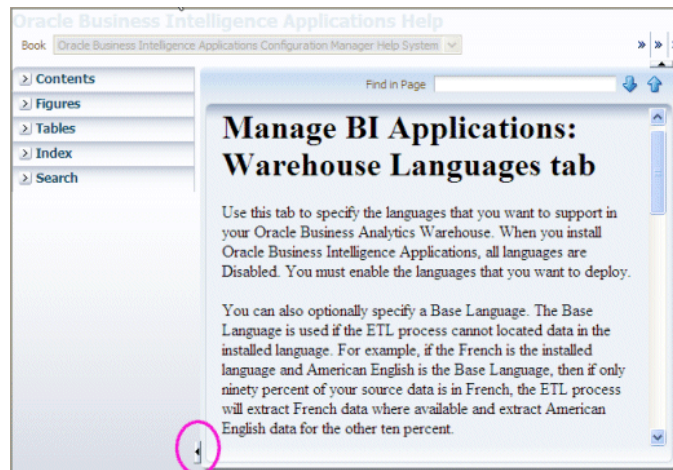 Oracle Business Intelligence Applications Help
Book Oracle Business Intelligence Applications Configuration Manager Help System
Contents
Figures
Tables
Index
Search
Find in Page
Manage BI Applications:
Warehouse Languages tab
Use this tab to specify the languages that you want to support in
your Oracle Business Analytics Warehouse. When you install
Oracle Business Intelligence Applications, all languages are
Disabled. You must enable the languages that you want to deploy.
You can also optionally specify a Base Language. The Base
Language is used if the ETL process cannot located data in the
installed language. For example, if the French is the installed
language and American English is the Base Language, then if only
ninety percent of your source data is in French, the ETL process
will extract French data where available and extract American
English data for the other ten percent.